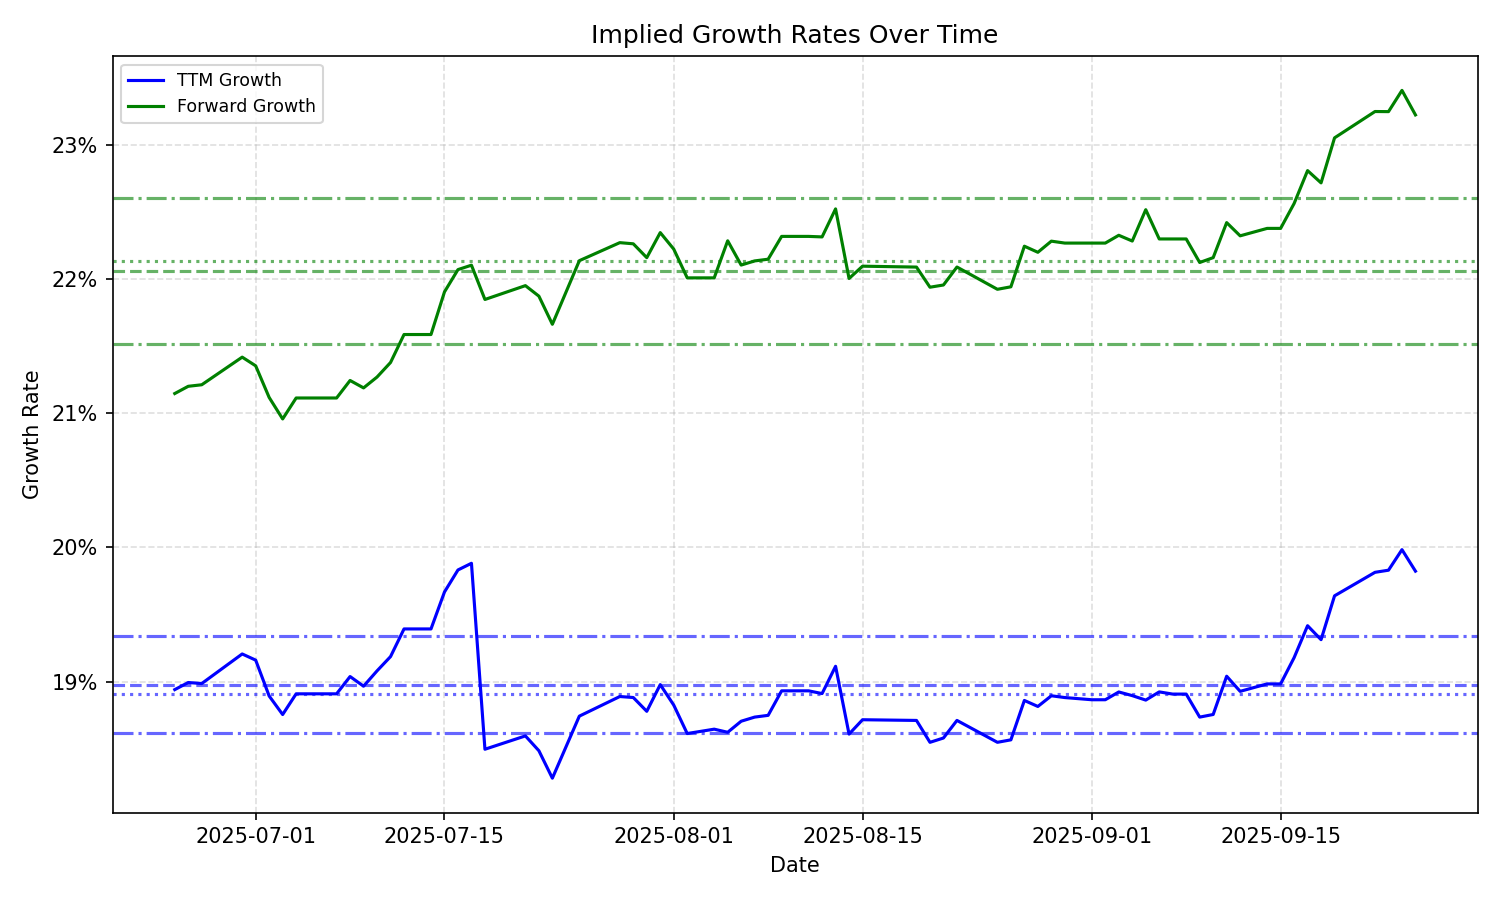 Implied Growth Rates Over Time
TTM Growth
Forward Growth
23%
22%
21%
20%
19%
Growth Rate
2025-07-01
2025-07-15
2025-08-01
2025-08-15
2025-09-01
2025-09-15
Date